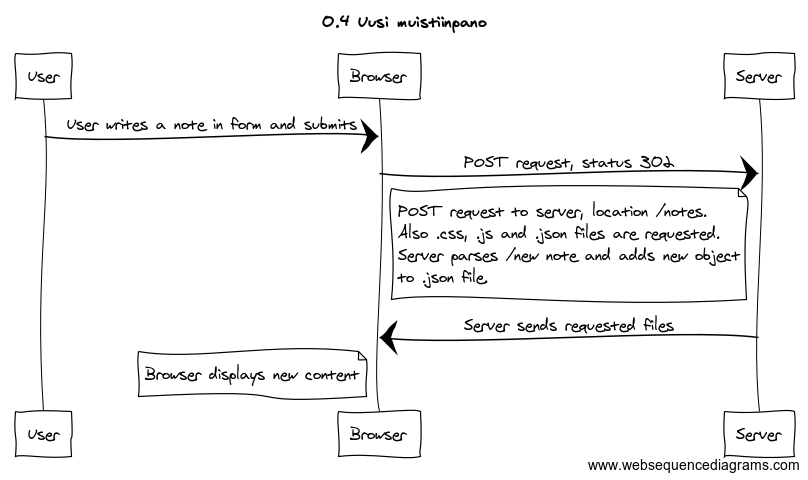 0.4 Uusi muistiinpano
User
Browser
Server
User writes a note in form and submits
POST request, status 302
POST request to server, location /notes.
Also .css, .js and .json files are requested.
Server parses /new note and adds new object
to .json file.
Server sends requested files
Browser displays new content
User
Browser
Server
www.websequencediagrams.com